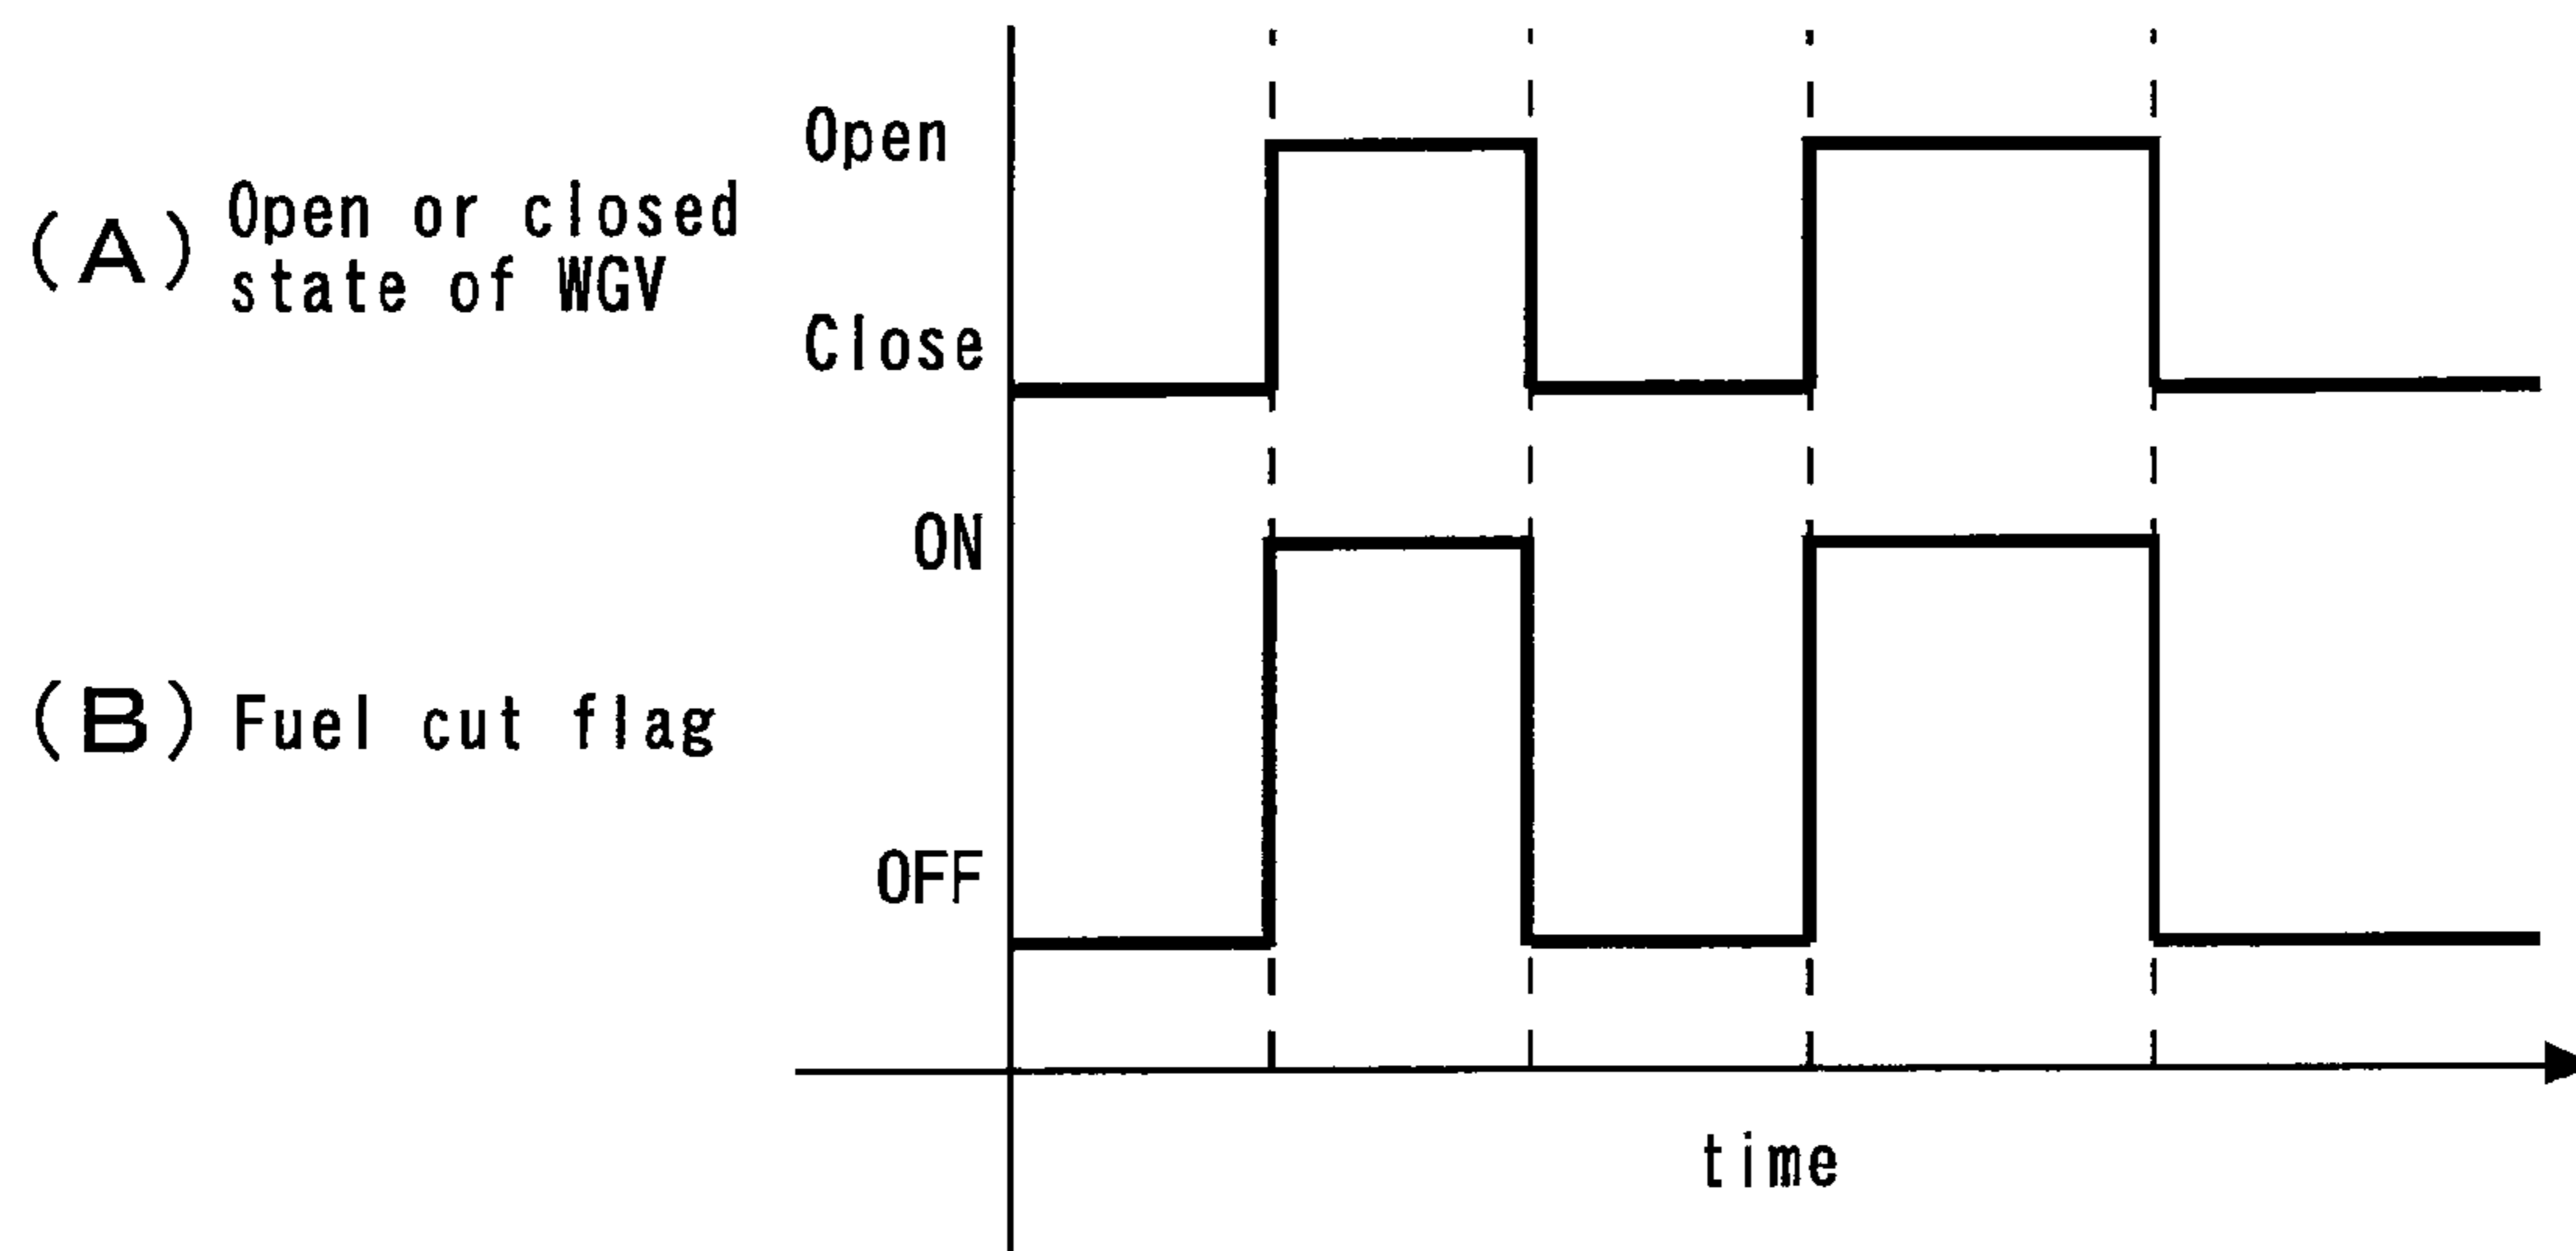 Open
(A) Open or closed
state of WGV
Close
ON
(B) Fuel cut flag
OFF
time